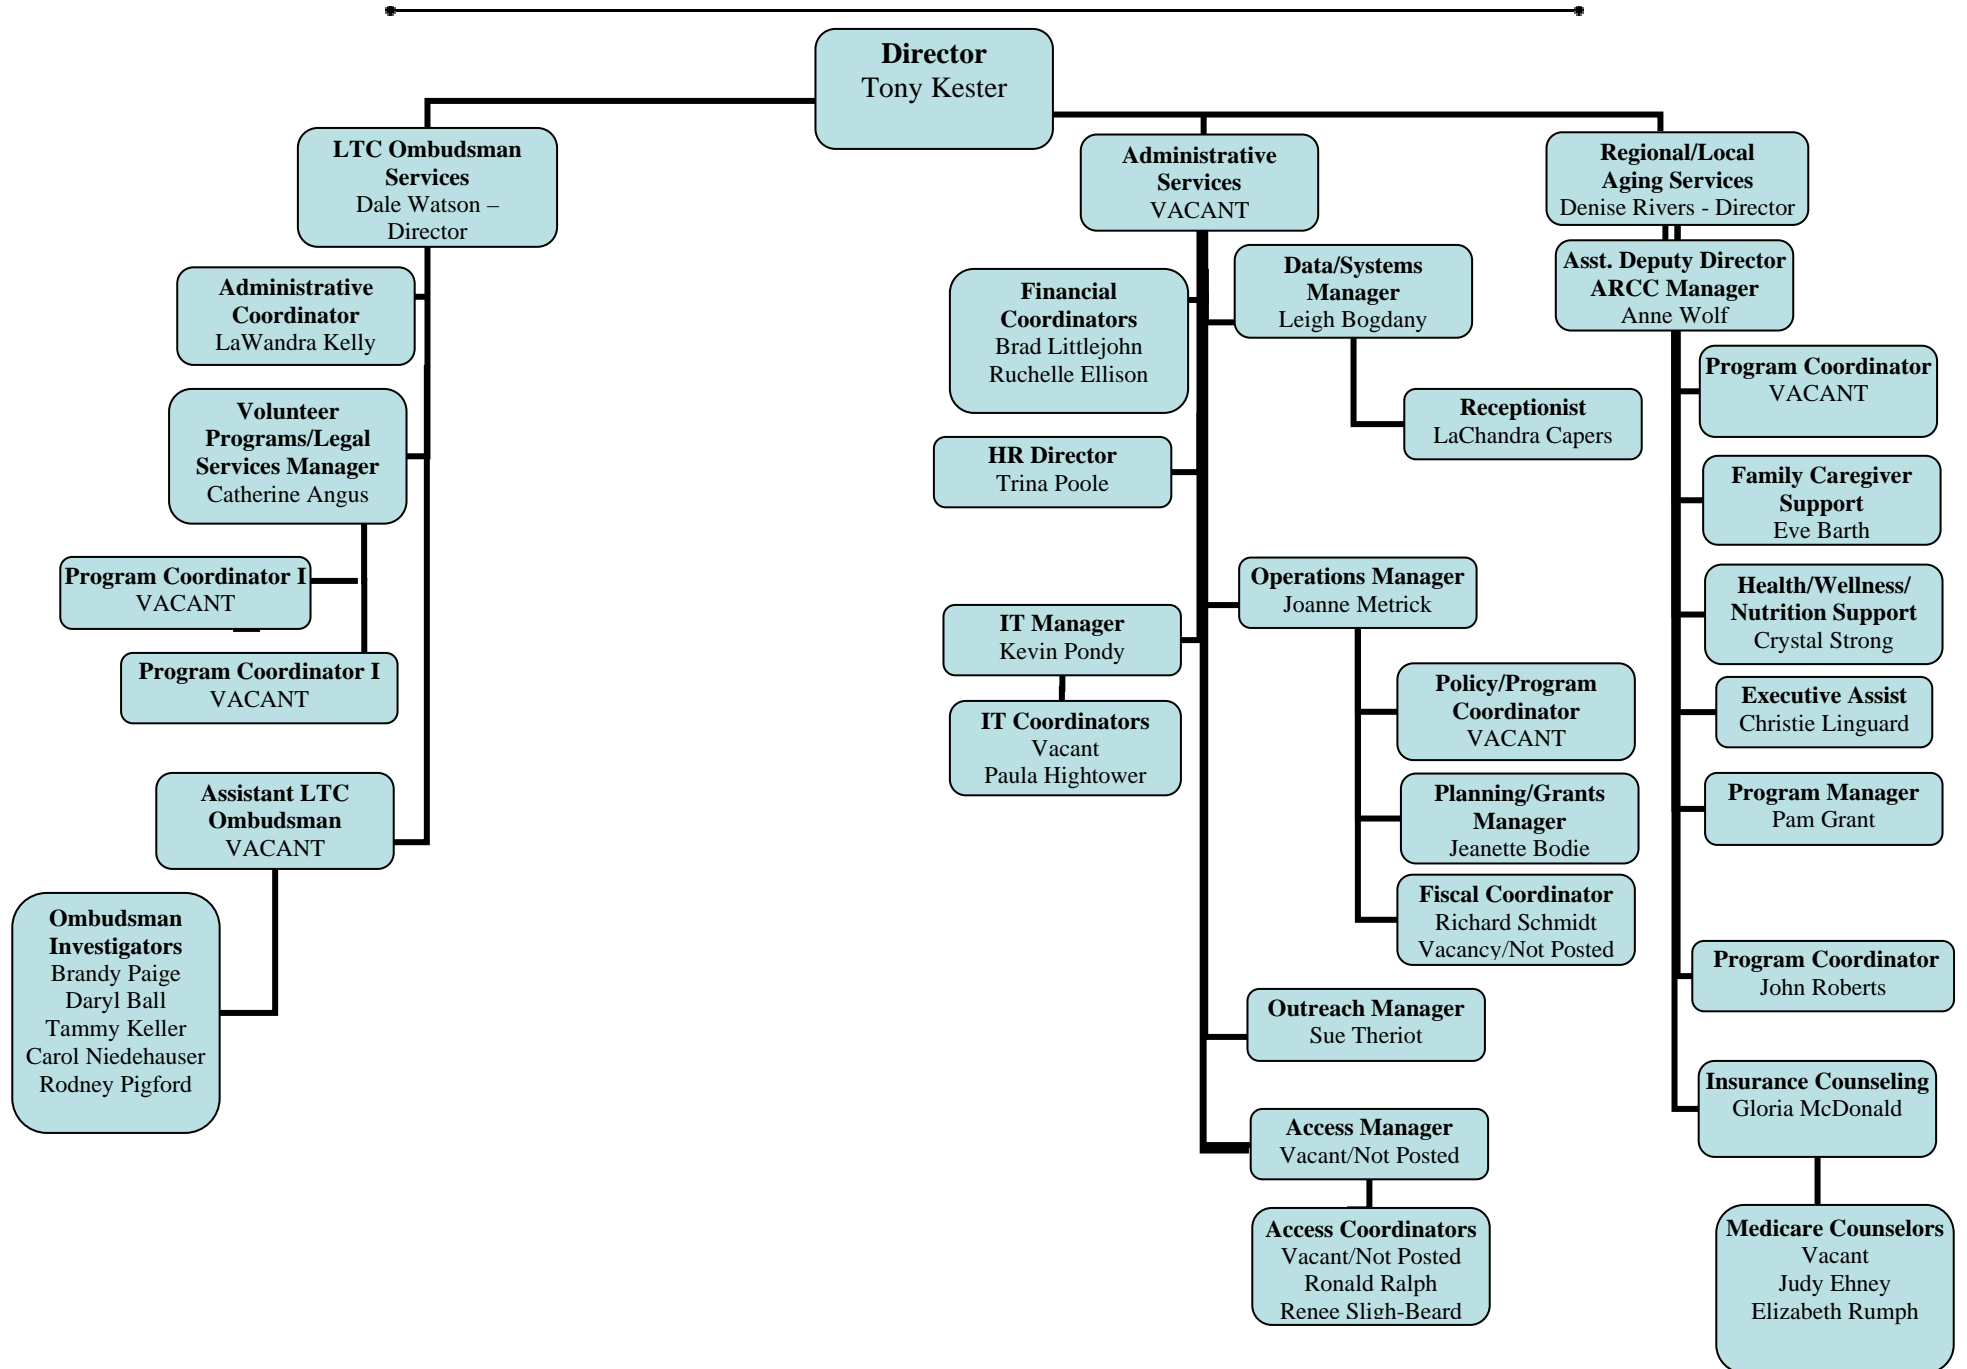 Director
Tony Kester
LTC Ombudsman
Services
Dale Watson –
Director
Administrative
Coordinator
LaWandra Kelly
Volunteer
Programs/Legal
Services Manager
Catherine Angus
Program Coordinator I
VACANT
Program Coordinator I
VACANT
Assistant LTC
Ombudsman
VACANT
Ombudsman
Investigators
Brandy Paige
Daryl Ball
Tammy Keller
Carol Niedehauser
Rodney Pigford
Administrative
Services
VACANT
Financial
Coordinators
Brad Littlejohn
Ruchelle Ellison
HR Director
Trina Poole
IT Manager
Kevin Pondy
IT Coordinators
Vacant
Paula Hightower
Data/Systems
Manager
Leigh Bogdany
Receptionist
LaChandra Capers
Operations Manager
Joanne Metrick
Policy/Program
Coordinator
VACANT
Planning/Grants
Manager
Jeanette Bodie
Fiscal Coordinator
Richard Schmidt
Vacancy/Not Posted
Outreach Manager
Sue Theriot
Access Manager
Vacant/Not Posted
Access Coordinators
Vacant/Not Posted
Ronald Ralph
Renee Sligh-Beard
Regional/Local
Aging Services
Denise Rivers - Director
Asst. Deputy Director
ARCC Manager
Anne Wolf
Program Coordinator
VACANT
Family Caregiver
Support
Eve Barth
Health/Wellness/
Nutrition Support
Crystal Strong
Executive Assist
Christie Linguard
Program Manager
Pam Grant
Program Coordinator
John Roberts
Insurance Counseling
Gloria McDonald
Medicare Counselors
Vacant
Judy Ehney
Elizabeth Rumph